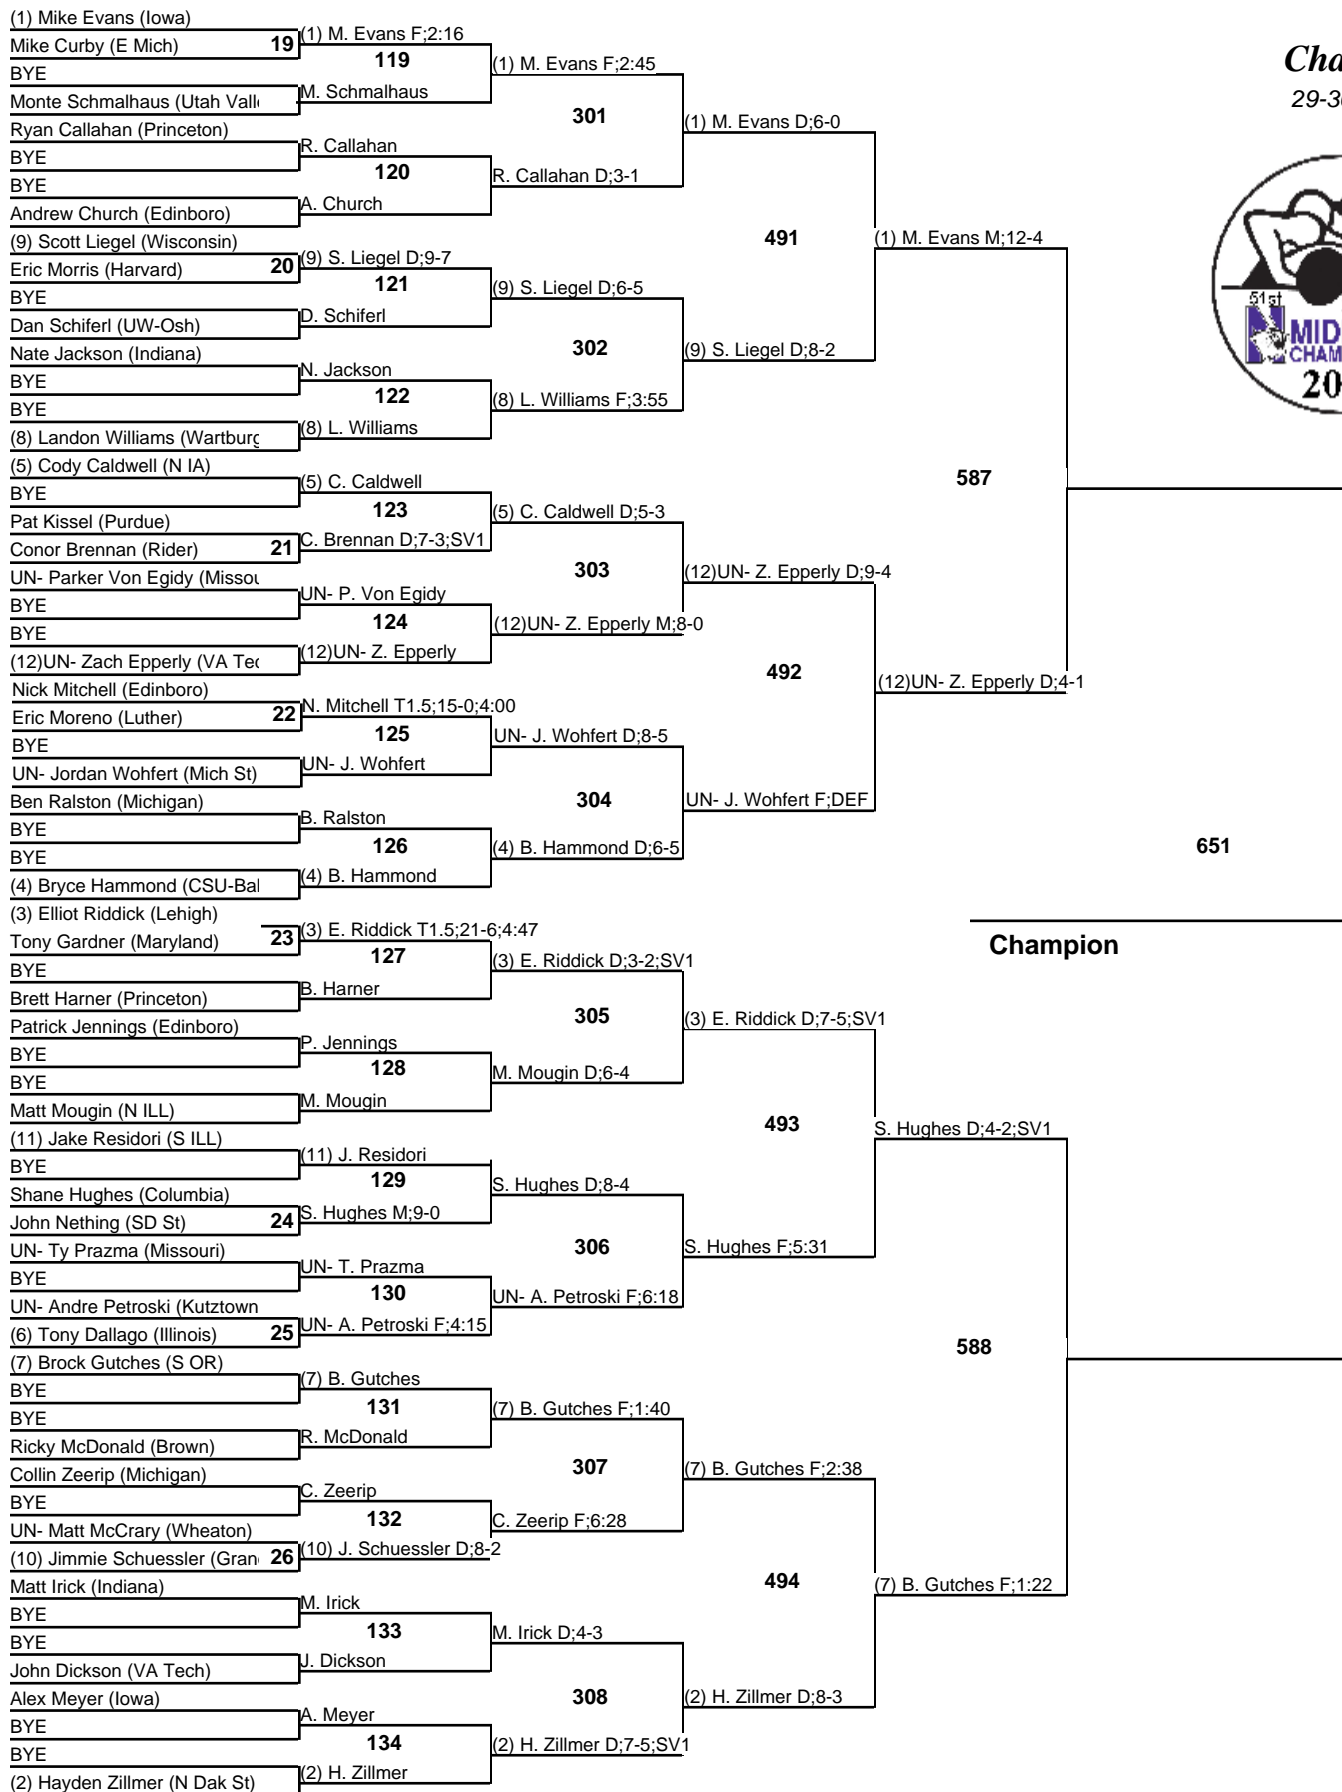 (1) Mike Evans (Iowa)
Mike Curby (E Mich)
BYE
Monte Schmalhaus (Utah Vall
Ryan Callahan (Princeton)
BYE
BYE
Andrew Church (Edinboro)
(9) Scott Liegel (Wisconsin)
Eric Morris (Harvard)
BYE
Dan Schiferl (UW-Osh)
Nate Jackson (Indiana)
BYE
BYE
(8) Landon Williams (Wartburg
(5) Cody Caldwell (N IA)
BYE
Pat Kissel (Purdue)
Conor Brennan (Rider)
UN- Parker Von Egidy (Missou
BYE
BYE
(12)UN- Zach Epperly (VA Tec
Nick Mitchell (Edinboro)
Eric Moreno (Luther)
BYE
UN- Jordan Wohfert (Mich St)
Ben Ralston (Michigan)
BYE
BYE
(4) Bryce Hammond (CSU-Bal
(3) Elliot Riddick (Lehigh)
Tony Gardner (Maryland)
BYE
Brett Harner (Princeton)
Patrick Jennings (Edinboro)
BYE
BYE
Matt Mougin (N ILL)
(11) Jake Residori (S ILL)
BYE
Shane Hughes (Columbia)
John Nething (SD St)
UN- Ty Prazma (Missouri)
BYE
UN- Andre Petroski (Kutztown
(6) Tony Dallago (Illinois)
(7) Brock Gutches (S OR)
BYE
BYE
Ricky McDonald (Brown)
Collin Zeerip (Michigan)
BYE
UN- Matt McCrary (Wheaton)
(10) Jimmie Schuessler (Gran
Matt Irick (Indiana)
BYE
BYE
John Dickson (VA Tech)
Alex Meyer (Iowa)
BYE
BYE
(2) Hayden Zillmer (N Dak St)
19
20
21
22
23
24
25
26
(1) M. Evans F;2:16
119
M. Schmalhaus
R. Callahan
120
A. Church
(9) S. Liegel D;9-7
121
D. Schiferl
N. Jackson
122
(8) L. Williams
(5) C. Caldwell
123
C. Brennan D;7-3;SV1
UN- P. Von Egidy
124
(12)UN- Z. Epperly
N. Mitchell T1.5;15-0;4:00
125
UN- J. Wohfert
B. Ralston
126
(4) B. Hammond
(3) E. Riddick T1.5;21-6;4:47
127
B. Harner
P. Jennings
128
M. Mougin
(11) J. Residori
129
S. Hughes M;9-0
UN- T. Prazma
130
UN- A. Petroski F;4:15
(7) B. Gutches
131
R. McDonald
C. Zeerip
132
(10) J. Schuessler D;8-2
M. Irick
133
J. Dickson
A. Meyer
134
(2) H. Zillmer
(1) M. Evans F;2:45
301
R. Callahan D;3-1
(9) S. Liegel D;6-5
302
(8) L. Williams F;3:55
(5) C. Caldwell D;5-3
303
(12)UN- Z. Epperly M;8-0
UN- J. Wohfert D;8-5
304
(4) B. Hammond D;6-5
(3) E. Riddick D;3-2;SV1
305
M. Mougin D;6-4
S. Hughes D;8-4
306
UN- A. Petroski F;6:18
(7) B. Gutches F;1:40
307
C. Zeerip F;6:28
M. Irick D;4-3
308
(2) H. Zillmer D;7-5;SV1
(1) M. Evans D;6-0
491
(9) S. Liegel D;8-2
(12)UN- Z. Epperly D;9-4
492
UN- J. Wohfert F;DEF
(3) E. Riddick D;7-5;SV1
493
S. Hughes F;5:31
(7) B. Gutches F;2:38
494
(2) H. Zillmer D;8-3
(1) M. Evans M;12-4
587
(12)UN- Z. Epperly D;4-1
S. Hughes D;4-2;SV1
588
(7) B. Gutches F;1:22
651
Champion
Cha
29-3
51st
N
MID
CHAM
20